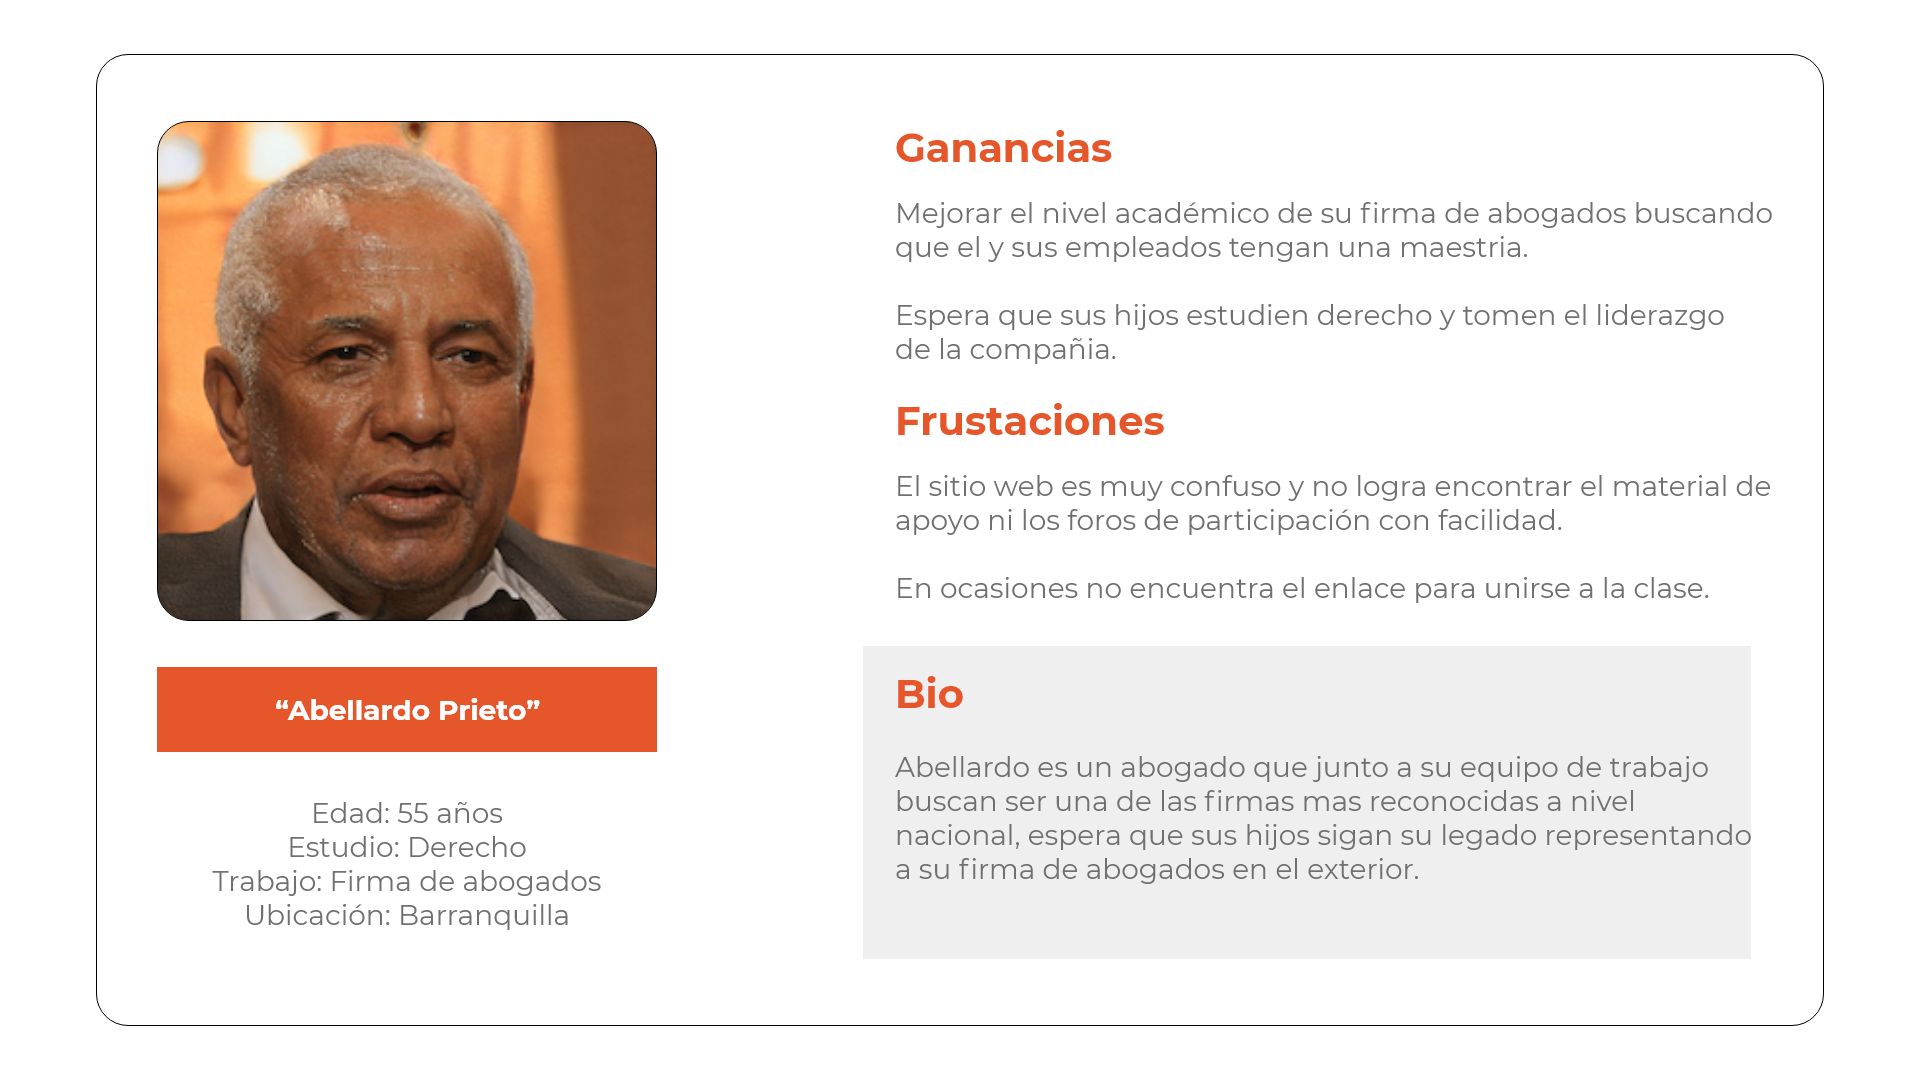 “Abellardo Prieto”
Edad: 55 años
Estudio: Derecho
Trabajo: Firma de abogados
Ubicación: Barranquilla
Ganancias
Mejorar el nivel académico de su firma de abogados buscando
que el y sus empleados tengan una maestria.
Espera que sus hijos estudien derecho y tomen el liderazgo
de la compañia.
Frustaciones
El sitio web es muy confuso y no logra encontrar el material de
apoyo ni los foros de participación con facilidad.
En ocasiones no encuentra el enlace para unirse a la clase.
Bio
Abellardo es un abogado que junto a su equipo de trabajo
buscan ser una de las firmas mas reconocidas a nivel
nacional, espera que sus hijos sigan su legado representando
a su firma de abogados en el exterior.